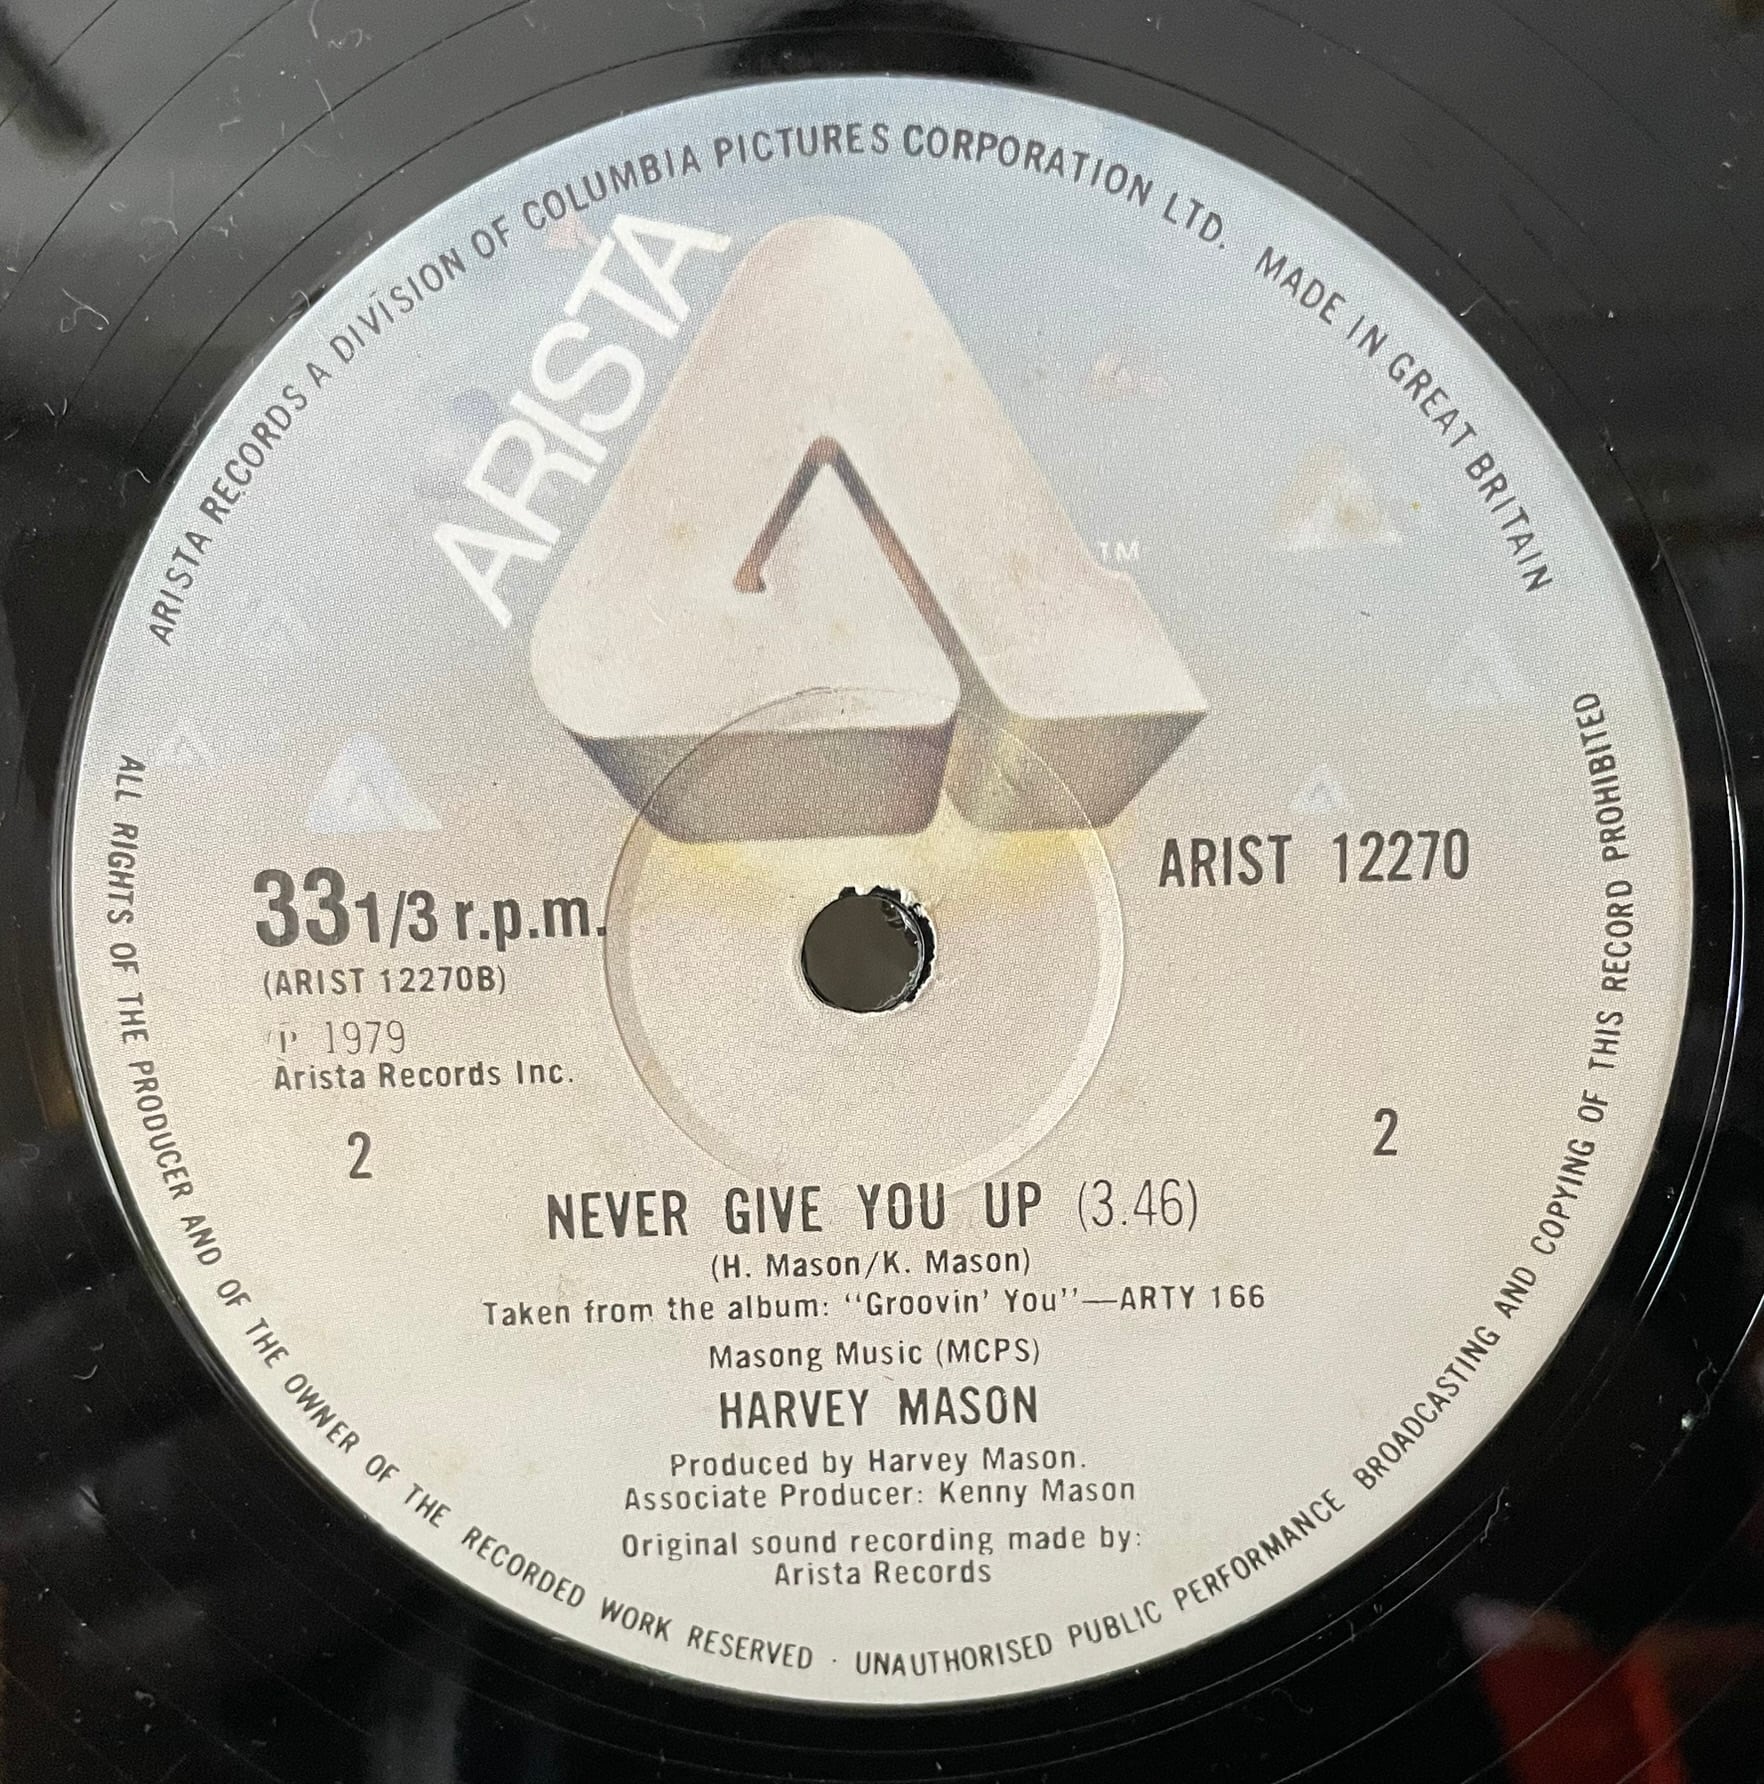 ARISTA RECORDS A DIVISION OF COLUMBIA PICTURES CORPORATION LTD. MADE IN GREAT BRITAIN
ARISTA
TM
ARIST 12270
33 1/3 r.p.m.
(ARIST 12270B)
℗ 1979
Arista Records Inc.
2
2
NEVER GIVE YOU UP (3.46)
(H. Mason/K. Mason)
Taken from the album: “Groovin' You”—ARTY 166
Masong Music (MCPS)
HARVEY MASON
Produced by Harvey Mason.
Associate Producer: Kenny Mason
Original sound recording made by:
Arista Records
ALL RIGHTS OF THE PRODUCER AND OF THE OWNER OF THE RECORDED WORK RESERVED · UNAUTHORISED PUBLIC PERFORMANCE BROADCASTING AND COPYING OF THIS RECORD PROHIBITED